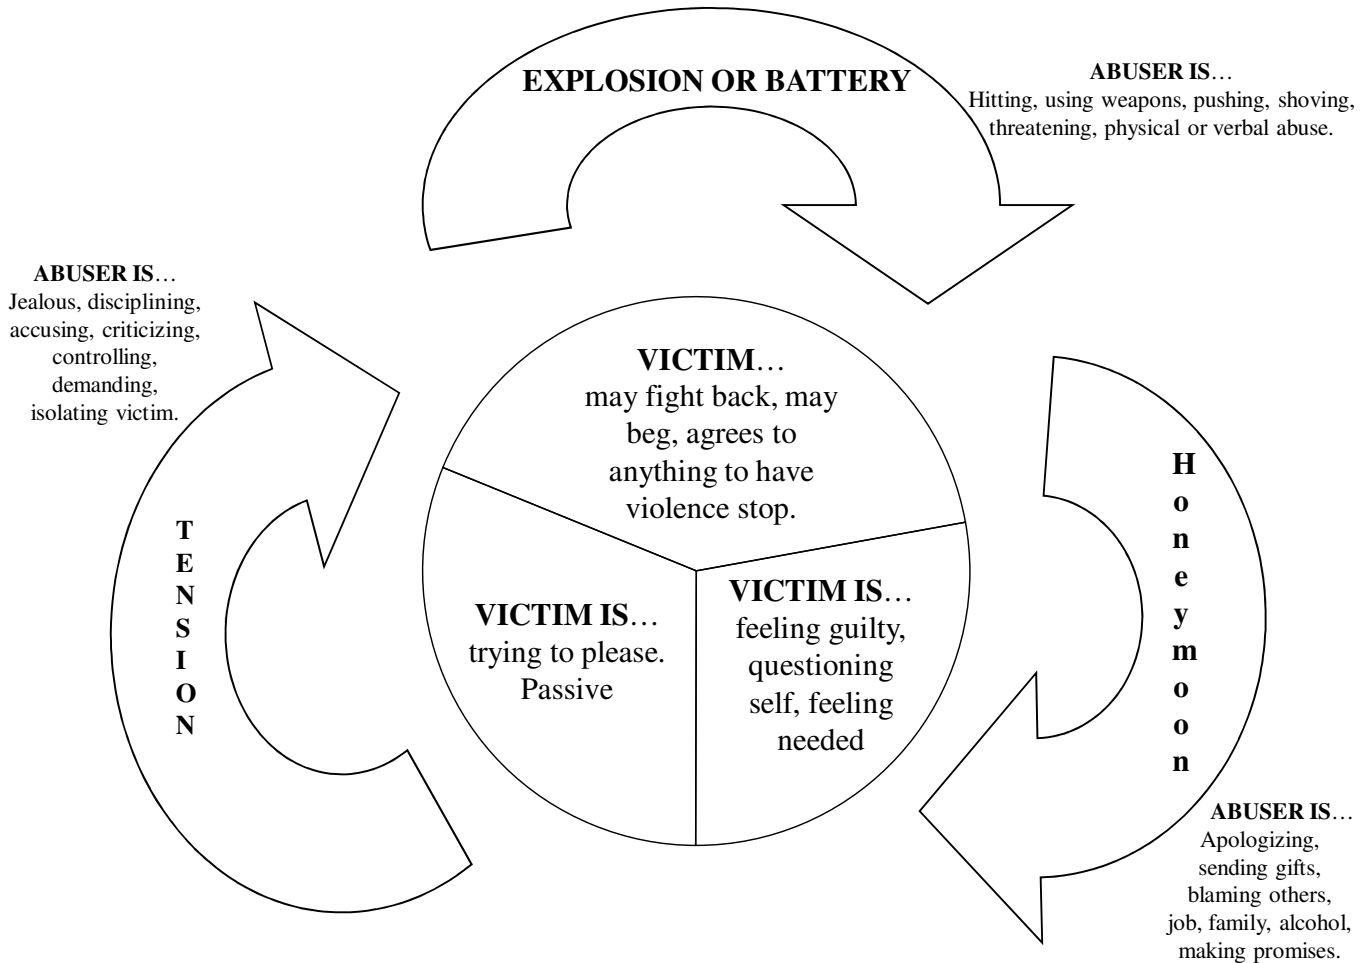 EXPLOSION OR BATTERY
ABUSER IS…
Hitting, using weapons, pushing, shoving,
threatening, physical or verbal abuse.
ABUSER IS…
Jealous, disciplining,
accusing, criticizing,
controlling,
demanding,
isolating victim.
TENSION
VICTIM…
may fight back, may
beg, agrees to
anything to have
violence stop.
VICTIM IS…
trying to please.
Passive
VICTIM IS…
feeling guilty,
questioning
self, feeling
needed
Honeymoon
ABUSER IS…
Apologizing,
sending gifts,
blaming others,
job, family, alcohol,
making promises.